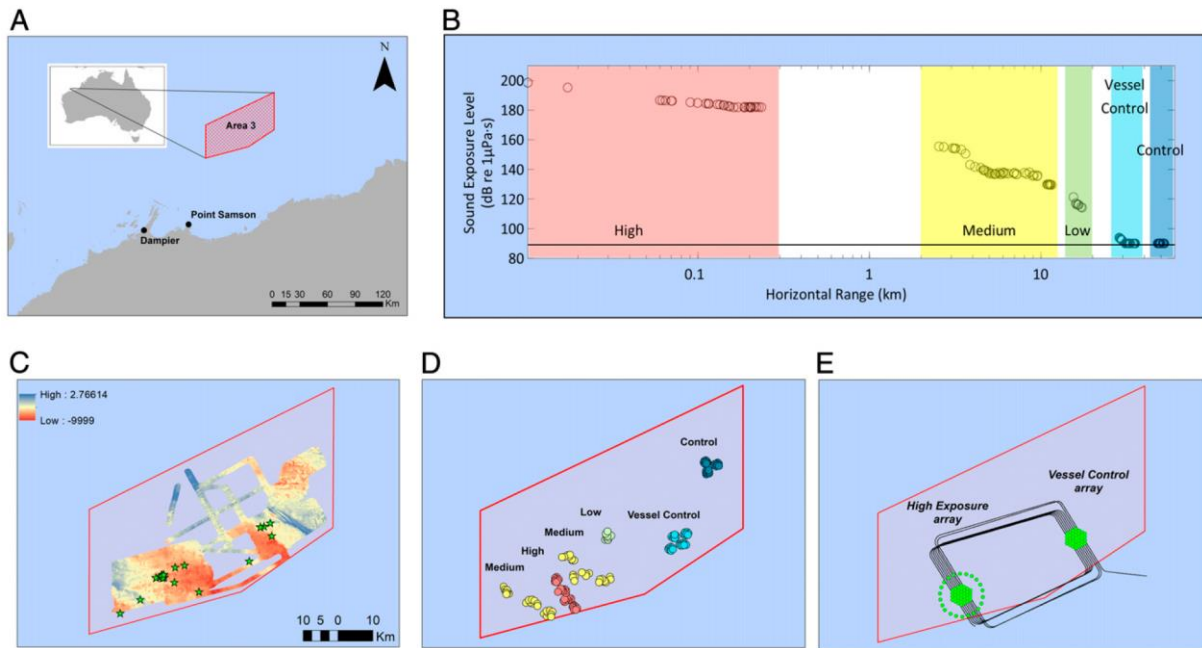 A
N
Area 3
Point Samson
Dampier
0 15 30 60 90 120
Km
B
Sound Exposure Level
(dB re 1µPa·s)
200
180
160
140
120
100
80
High
Medium
Low
Vessel
Control
Control
0.1
1
10
Horizontal Range (km)
C
High : 2.76614
Low : -9999
10 5 0 10
Km
D
Control
Low
Vessel Control
Medium
High
Medium
E
Vessel Control
array
High Exposure
array